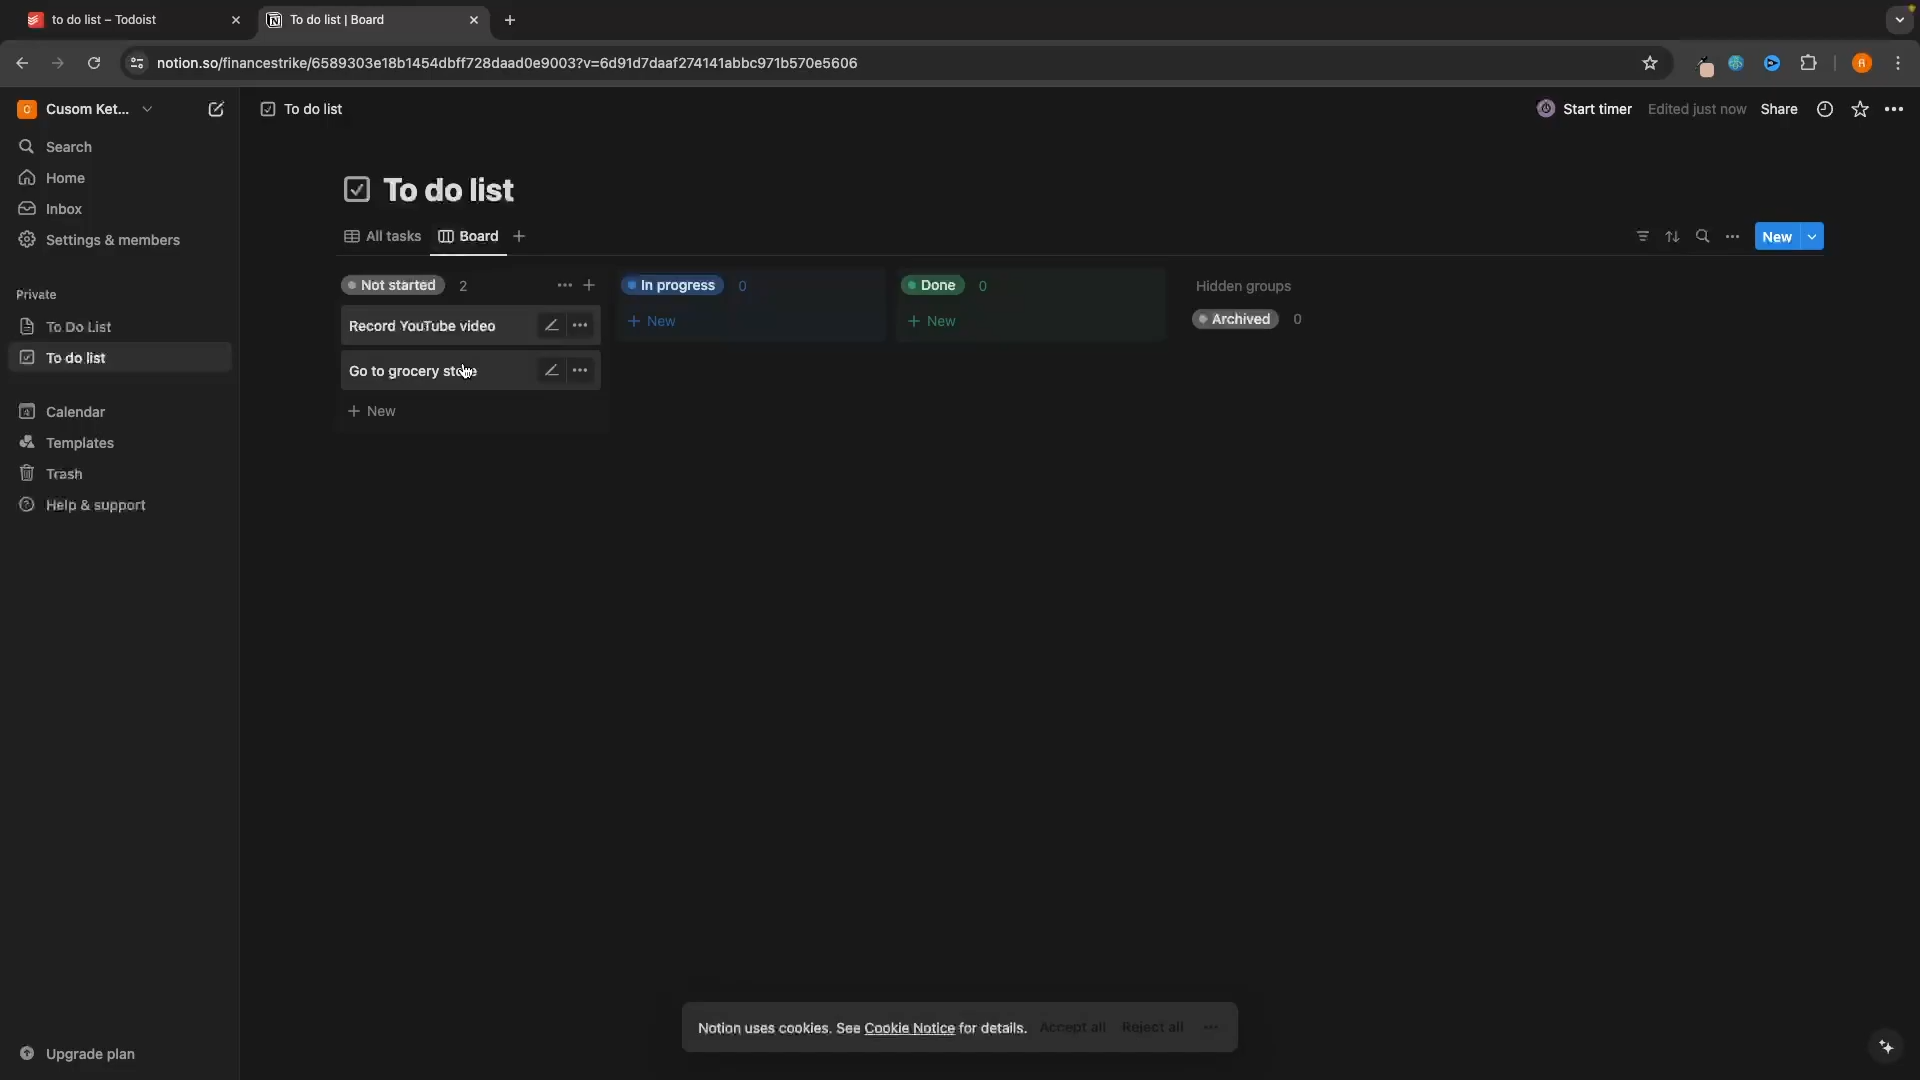 to do list – Todoist
To do list | Board
notion.so/financestrike/6589303e18b1454dbff728daad0e9003?v=6d91d7daaf274141abbc971b570e5606
Cusom Ket...
To do list
Start timer
Edited just now
Share
Search
Home
Inbox
Settings & members
Private
To Do List
To do list
Calendar
Templates
Trash
Help & support
Upgrade plan
To do list
All tasks
Board
New
Not started 2
Record YouTube video
Go to grocery store
New
In progress 0
New
Done 0
New
Hidden groups
Archived 0
Notion uses cookies. See Cookie Notice for details. Accept all Reject all